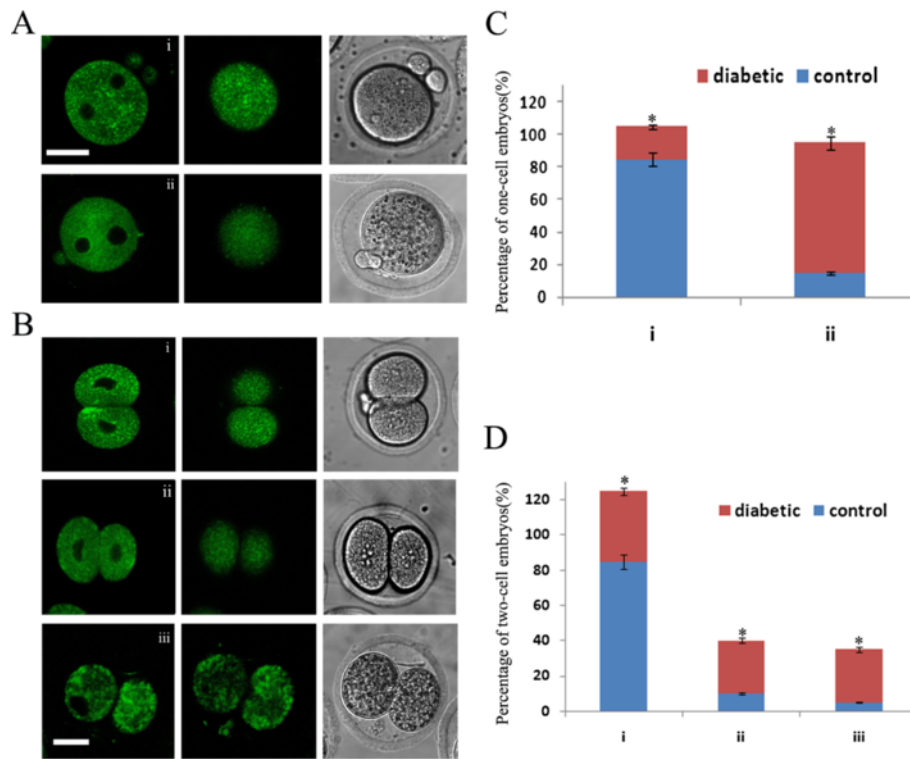 A
i
ii
B
i
ii
iii
C
diabetic control
Percentage of one-cell embryos(%)
120
100
80
60
40
20
0
*
*
i ii
D
diabetic control
Percentage of two-cell embryos(%)
120
100
80
60
40
20
0
*
*
*
i ii iii